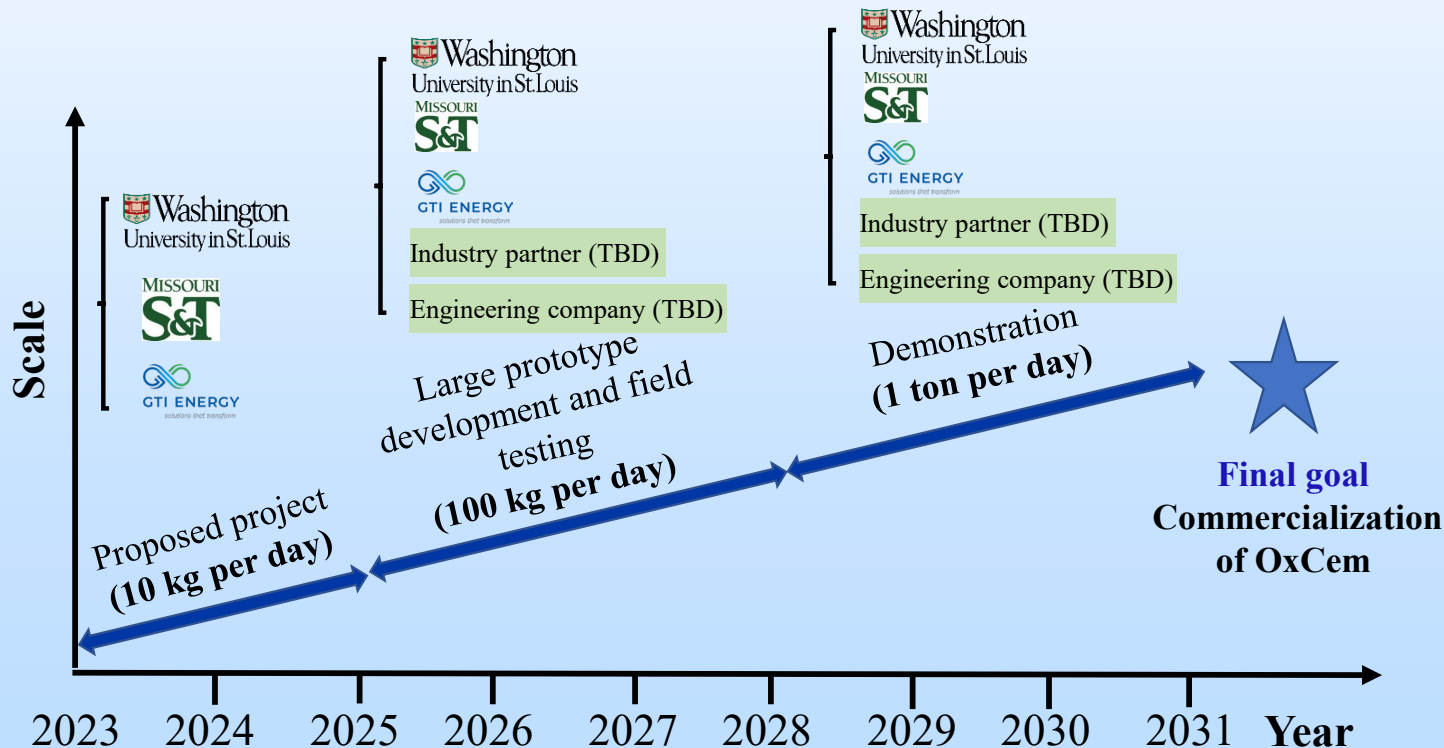 Scale
Washington
University in St. Louis
MISSOURI
S&T
GTI ENERGY
solutions that transform
Proposed project
(10 kg per day)
Washington
University in St. Louis
MISSOURI
S&T
GTI ENERGY
solutions that transform
Industry partner (TBD)
Engineering company (TBD)
Large prototype
development and field
testing
(100 kg per day)
Washington
University in St. Louis
MISSOURI
S&T
GTI ENERGY
solutions that transform
Industry partner (TBD)
Engineering company (TBD)
Demonstration
(1 ton per day)
Final goal
Commercialization
of OxCem
2023 2024 2025 2026 2027 2028 2029 2030 2031 Year